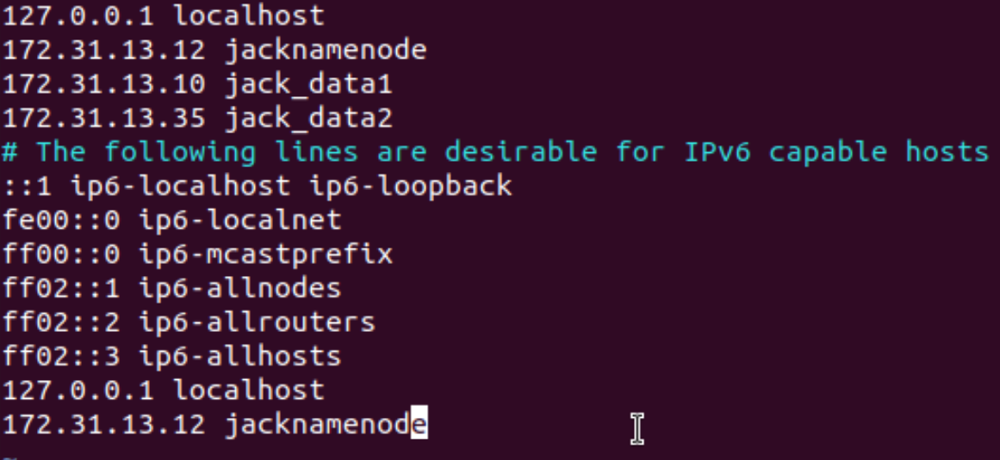 127.0.0.1 localhost
172.31.13.12 jacknamenode
172.31.13.10 jack_data1
172.31.13.35 jack_data2
# The following lines are desirable for IPv6 capable hosts
::1 ip6-localhost ip6-loopback
fe00::0 ip6-localnet
ff00::0 ip6-mcastprefix
ff02::1 ip6-allnodes
ff02::2 ip6-allrouters
ff02::3 ip6-allhosts
127.0.0.1 localhost
172.31.13.12 jacknamenode